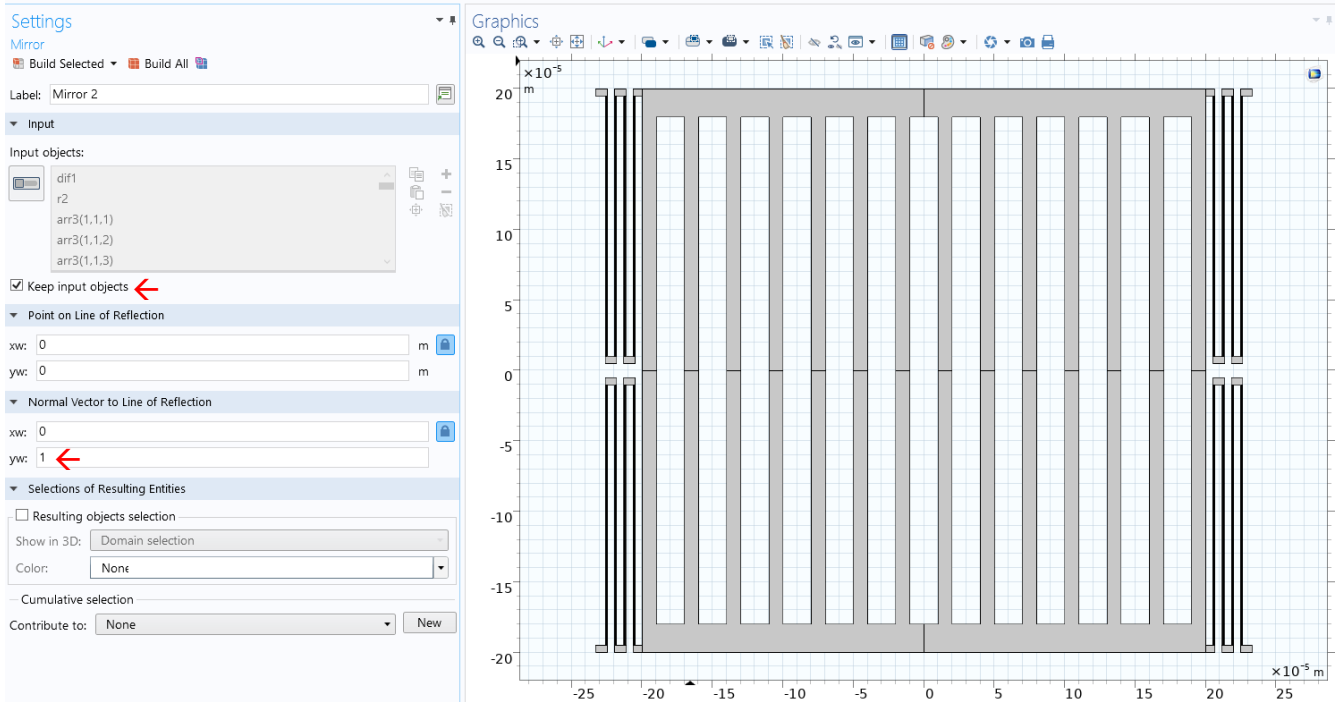 Settings
Mirror
Build Selected Build All
Label: Mirror 2
Input
Input objects:
dif1
r2
arr3(1,1,1)
arr3(1,1,2)
arr3(1,1,3)
Keep input objects
Point on Line of Reflection
xw: 0 m
yw: 0 m
Normal Vector to Line of Reflection
xw: 0
yw: 1
Selections of Resulting Entities
Resulting objects selection
Show in 3D: Domain selection
Color: None
Cumulative selection
Contribute to: None New
Graphics
×10⁻⁵
m
20
15
10
5
0
-5
-10
-15
-20
×10⁻⁵ m
-25 -20 -15 -10 -5 0 5 10 15 20 25